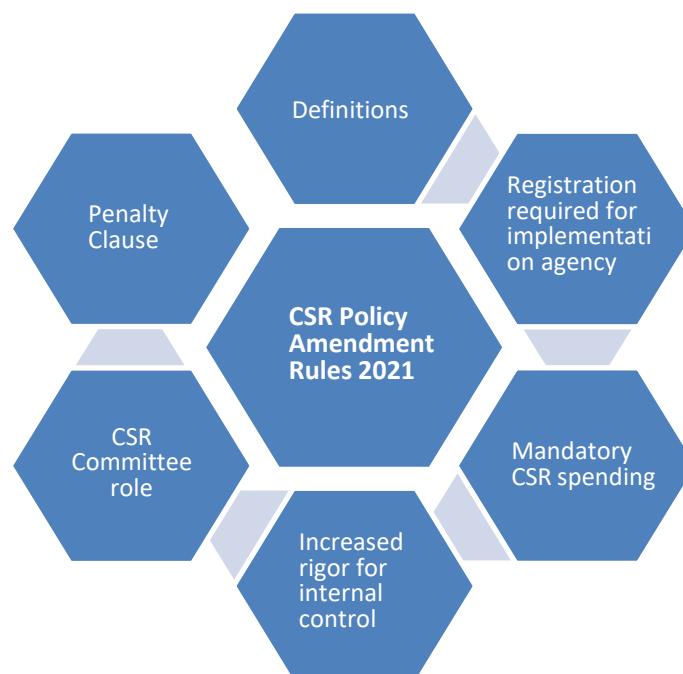 Definitions
Registration
required for
implementati
on agency
Mandatory
CSR spending
Increased
rigor for
internal
control
CSR
Committee
role
Penalty
Clause
CSR Policy
Amendment
Rules 2021